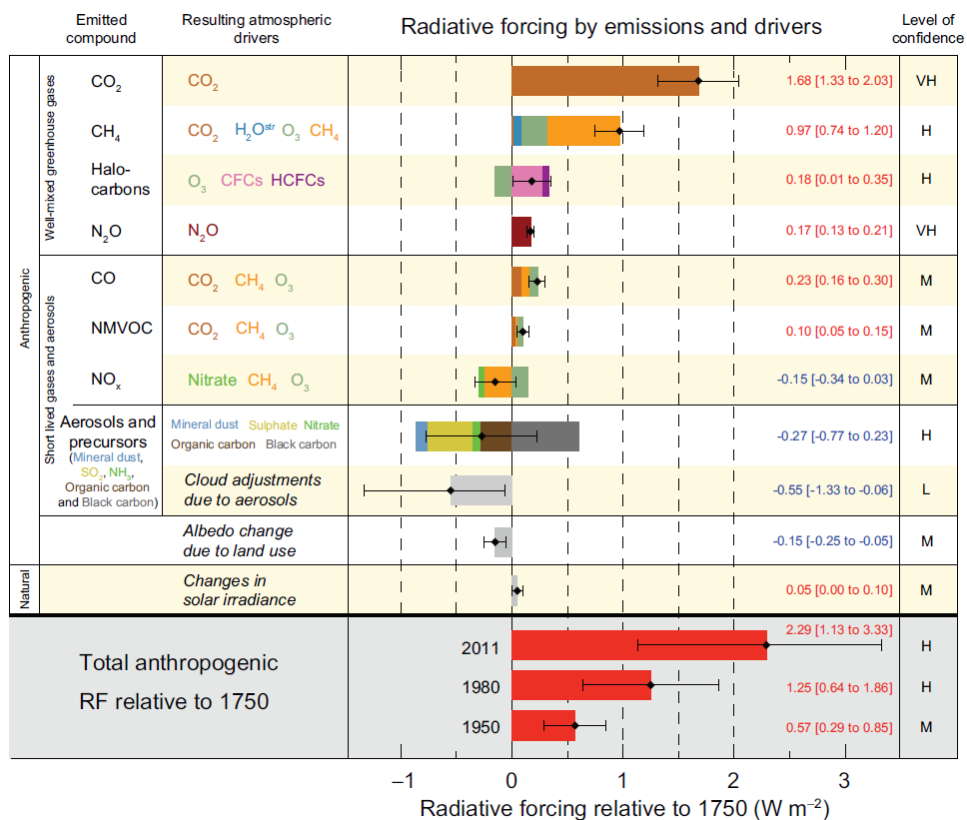 Emitted
compound
Resulting atmospheric
drivers
Radiative forcing by emissions and drivers
Level of
confidence
Anthropogenic
Natural
Well-mixed greenhouse gases
Short lived gases and aerosols
CO₂
CO₂
1.68 [1.33 to 2.03]
VH
CH₄
CO₂ H₂Oˢᵗʳ O₃ CH₄
0.97 [0.74 to 1.20]
H
Halo-
carbons
O₃ CFCs HCFCs
0.18 [0.01 to 0.35]
H
N₂O
N₂O
0.17 [0.13 to 0.21]
VH
CO
CO₂ CH₄ O₃
0.23 [0.16 to 0.30]
M
NMVOC
CO₂ CH₄ O₃
0.10 [0.05 to 0.15]
M
NOₓ
Nitrate CH₄ O₃
-0.15 [-0.34 to 0.03]
M
Aerosols and
precursors
(Mineral dust,
SO₂, NH₃,
Organic carbon
and Black carbon)
Mineral dust Sulphate Nitrate
Organic carbon Black carbon
-0.27 [-0.77 to 0.23]
H
Cloud adjustments
due to aerosols
-0.55 [-1.33 to -0.06]
L
Albedo change
due to land use
-0.15 [-0.25 to -0.05]
M
Changes in
solar irradiance
0.05 [0.00 to 0.10]
M
Total anthropogenic
RF relative to 1750
2011
2.29 [1.13 to 3.33]
H
1980
1.25 [0.64 to 1.86]
H
1950
0.57 [0.29 to 0.85]
M
−1 0 1 2 3
Radiative forcing relative to 1750 (W m⁻²)